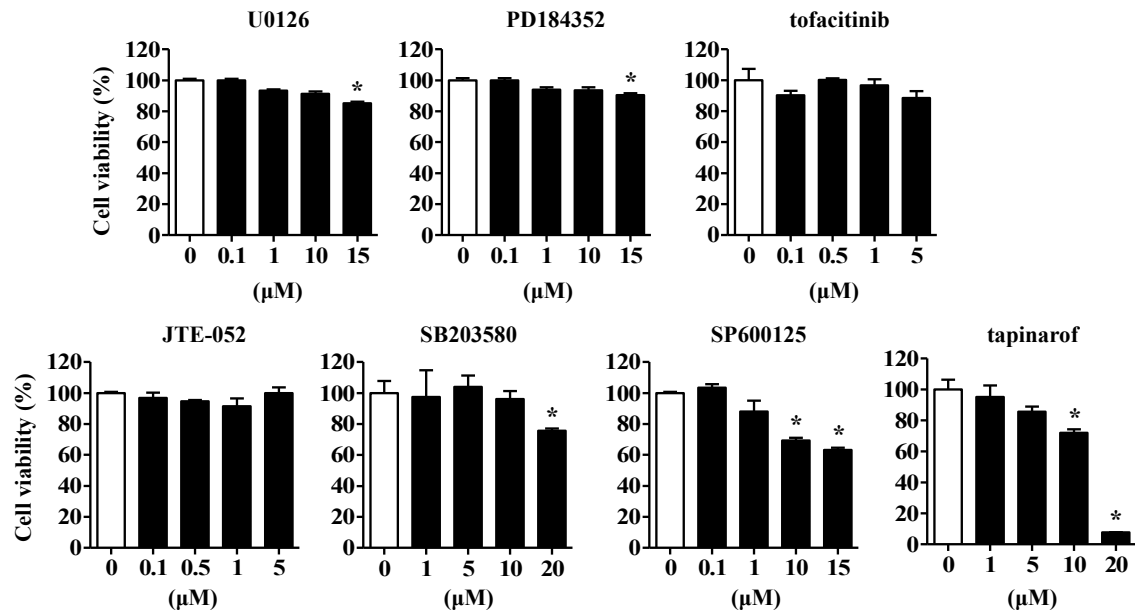 U0126 PD184352 tofacitinib
120 120 120
100 100 100
80 * 80 * 80
60 60 60
40 40 40
20 20 20
0 0 0
Cell viability (%)
0 0.1 1 10 15 0 0.1 1 10 15 0 0.1 0.5 1 5
(μM) (μM) (μM)
JTE-052 SB203580 SP600125 tapinarof
120 120 120 120
100 100 100 100
80 80 * 80 * * 80 *
60 60 60 60
40 40 40 40
20 20 20 20 *
0 0 0 0
Cell viability (%)
0 0.1 0.5 1 5 0 1 5 10 20 0 0.1 1 10 15 0 1 5 10 20
(μM) (μM) (μM) (μM)